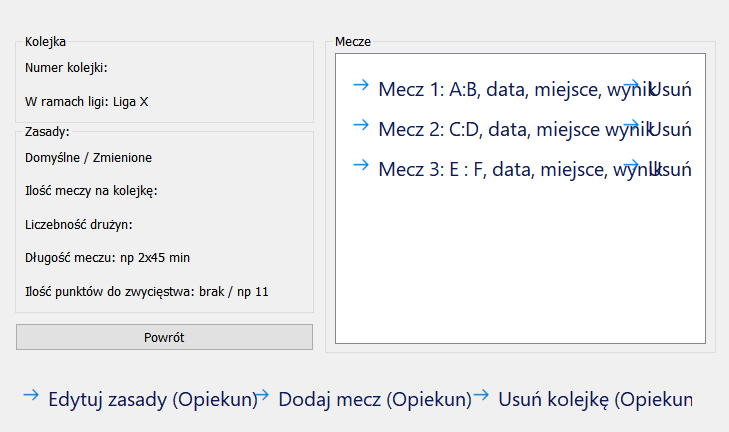 Kolejka
Numer kolejki:
W ramach ligi: Liga X
Zasady:
Domyślne / Zmienione
Ilość meczy na kolejkę:
Liczebność drużyn:
Długość meczu: np 2x45 min
Ilość punktów do zwycięstwa: brak / np 11
Powrót
Mecze
Mecz 1: A:B, data, miejsce, wynik Usuń
Mecz 2: C:D, data, miejsce wynik Usuń
Mecz 3: E : F, data, miejsce, wynik Usuń
Edytuj zasady (Opiekun) Dodaj mecz (Opiekun) Usuń kolejkę (Opiekun